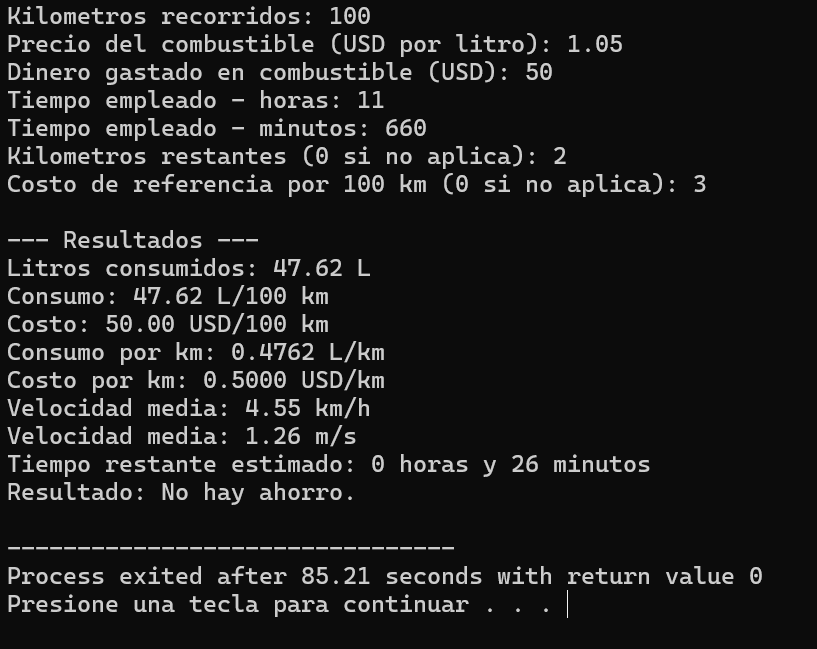 Kilometros recorridos: 100
Precio del combustible (USD por litro): 1.05
Dinero gastado en combustible (USD): 50
Tiempo empleado - horas: 11
Tiempo empleado - minutos: 660
Kilometros restantes (0 si no aplica): 2
Costo de referencia por 100 km (0 si no aplica): 3

--- Resultados ---
Litros consumidos: 47.62 L
Consumo: 47.62 L/100 km
Costo: 50.00 USD/100 km
Consumo por km: 0.4762 L/km
Costo por km: 0.5000 USD/km
Velocidad media: 4.55 km/h
Velocidad media: 1.26 m/s
Tiempo restante estimado: 0 horas y 26 minutos
Resultado: No hay ahorro.

--------------------------------
Process exited after 85.21 seconds with return value 0
Presione una tecla para continuar . . .